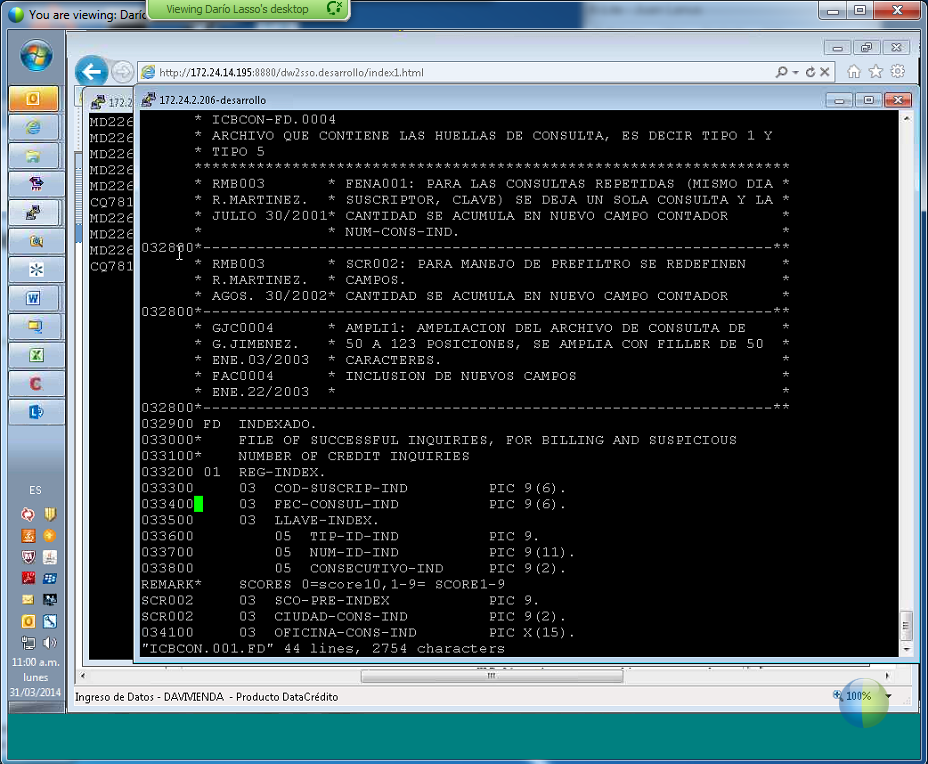 You are viewing: Darí
Viewing Darío Lasso's desktop
http://172.24.14.195:8880/dw2sso.desarrollo/index1.html
172.2
172.24.2.206-desarrollo
MD226
MD226
MD226
MD226
MD226
CQ781
MD226
MD226
MD226
CQ781
* ICBCON-FD.0004
* ARCHIVO QUE CONTIENE LAS HUELLAS DE CONSULTA, ES DECIR TIPO 1 Y *
* TIPO 5 *
*******************************************************************
* RMB003 * FENA001: PARA LAS CONSULTAS REPETIDAS (MISMO DIA *
* R.MARTINEZ. * SUSCRIPTOR, CLAVE) SE DEJA UN SOLA CONSULTA Y LA *
* JULIO 30/2001* CANTIDAD SE ACUMULA EN NUEVO CAMPO CONTADOR *
* * NUM-CONS-IND. *
032800*----------------------------------------------------------------**
* RMB003 * SCR002: PARA MANEJO DE PREFILTRO SE REDEFINEN *
* R.MARTINEZ. * CAMPOS. *
* AGOS. 30/2002* CANTIDAD SE ACUMULA EN NUEVO CAMPO CONTADOR *
032800*----------------------------------------------------------------**
* GJC0004 * AMPLI1: AMPLIACION DEL ARCHIVO DE CONSULTA DE *
* G.JIMENEZ. * 50 A 123 POSICIONES, SE AMPLIA CON FILLER DE 50 *
* ENE.03/2003 * CARACTERES. *
* FAC0004 * INCLUSION DE NUEVOS CAMPOS *
* ENE.22/2003 * *
032800*----------------------------------------------------------------**
032900 FD INDEXADO.
033000* FILE OF SUCCESSFUL INQUIRIES, FOR BILLING AND SUSPICIOUS
033100* NUMBER OF CREDIT INQUIRIES
033200 01 REG-INDEX.
033300 03 COD-SUSCRIP-IND PIC 9(6).
033400 03 FEC-CONSUL-IND PIC 9(6).
033500 03 LLAVE-INDEX.
033600 05 TIP-ID-IND PIC 9.
033700 05 NUM-ID-IND PIC 9(11).
033800 05 CONSECUTIVO-IND PIC 9(2).
REMARK* SCORES 0=score10,1-9= SCORE1-9
SCR002 03 SCO-PRE-INDEX PIC 9.
SCR002 03 CIUDAD-CONS-IND PIC 9(2).
034100 03 OFICINA-CONS-IND PIC X(15).
"ICBCON.001.FD" 44 lines, 2754 characters
ES
11:00 a.m.
lunes
31/03/2014
Ingreso de Datos - DAVIVIENDA - Producto DataCrédito
100%